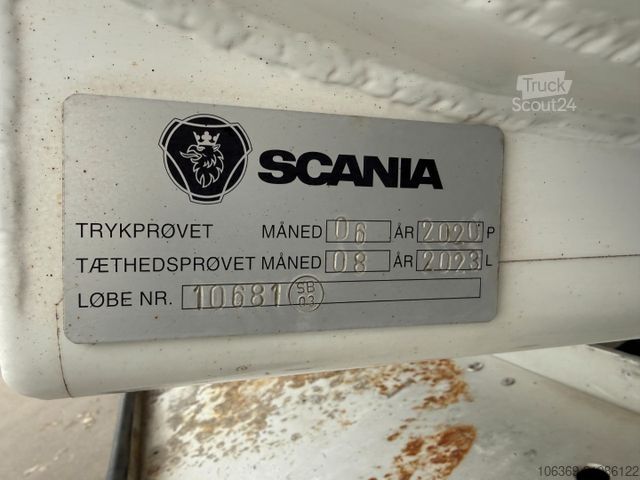 Truck
Scout24
SCANIA
TRYKPRØVET MÅNED 06 ÅR 2020 P
TÆTHEDSPRØVET MÅNED 08 ÅR 2023 L
LØBE NR. 10681 SB 03